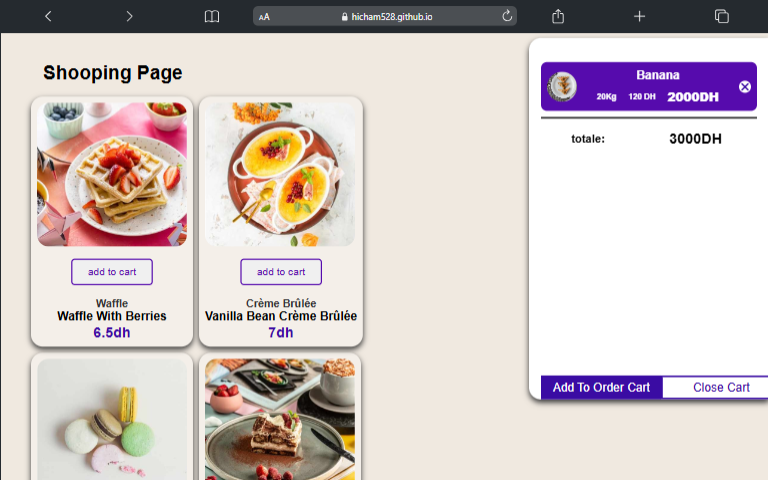 AA
hicham528.github.io
Shooping Page
add to cart
Waffle
Waffle With Berries
6.5dh
add to cart
Crème Brûlée
Vanilla Bean Crème Brûlée
7dh
Banana
20Kg 120 DH 2000DH
totale: 3000DH
Add To Order Cart Close Cart